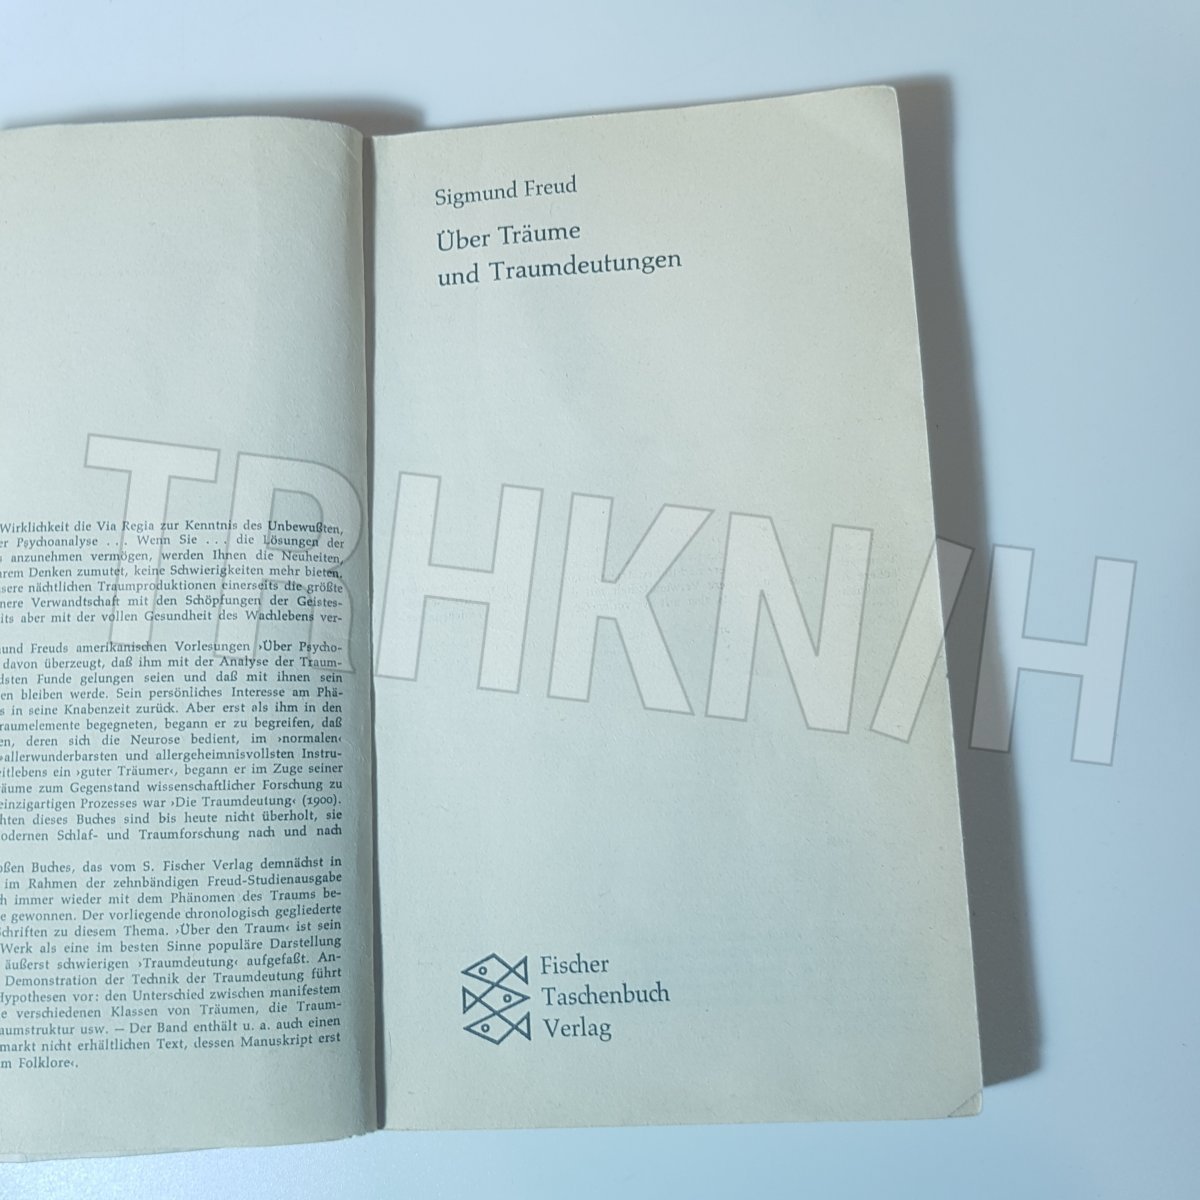 Wirklichkeit die Via Regia zur Kenntnis des Unbewußten,
er Psychoanalyse . . . Wenn Sie . . . die Lösungen der
s anzunehmen vermögen, werden Ihnen die Neuheiten,
hrem Denken zumutet, keine Schwierigkeiten mehr bieten,
nsere nächtlichen Traumproduktionen einerseits die größte
nere Verwandtschaft mit den Schöpfungen der Geistes-
its aber mit der vollen Gesundheit des Wachlebens ver-
und Freuds amerikanischen Vorlesungen ›Über Psycho-
davon überzeugt, daß ihm mit der Analyse der Traum-
dsten Funde gelungen seien und daß mit ihnen sein
en bleiben werde. Sein persönliches Interesse am Phä-
s in seine Knabenzeit zurück. Aber erst als ihm in den
raumelemente begegneten, begann er zu begreifen, daß
en, deren sich die Neurose bedient, im ›normalen‹
›allerwunderbarsten und allergeheimnisvollsten Instru-
eitlebens ein ›guter Träumer‹, begann er im Zuge seiner
äume zum Gegenstand wissenschaftlicher Forschung zu
einzigartigen Prozesses war ›Die Traumdeutung‹ (1900).
hten dieses Buches sind bis heute nicht überholt, sie
odernen Schlaf- und Traumforschung nach und nach
oßen Buches, das vom S. Fischer Verlag demnächst in
im Rahmen der zehnbändigen Freud-Studienausgabe
h immer wieder mit dem Phänomen des Traums be-
e gewonnen. Der vorliegende chronologisch gegliederte
Schriften zu diesem Thema. ›Über den Traum‹ ist sein
Werk als eine im besten Sinne populäre Darstellung
äußerst schwierigen ›Traumdeutung‹ aufgefaßt. An-
Demonstration der Technik der Traumdeutung führt
Hypothesen vor: den Unterschied zwischen manifestem
e verschiedenen Klassen von Träumen, die Traum-
aumstruktur usw. — Der Band enthält u. a. auch einen
markt nicht erhältlichen Text, dessen Manuskript erst
m Folklore‹.
Sigmund Freud
Über Träume
und Traumdeutungen
Fischer
Taschenbuch
Verlag
TRHKN/H